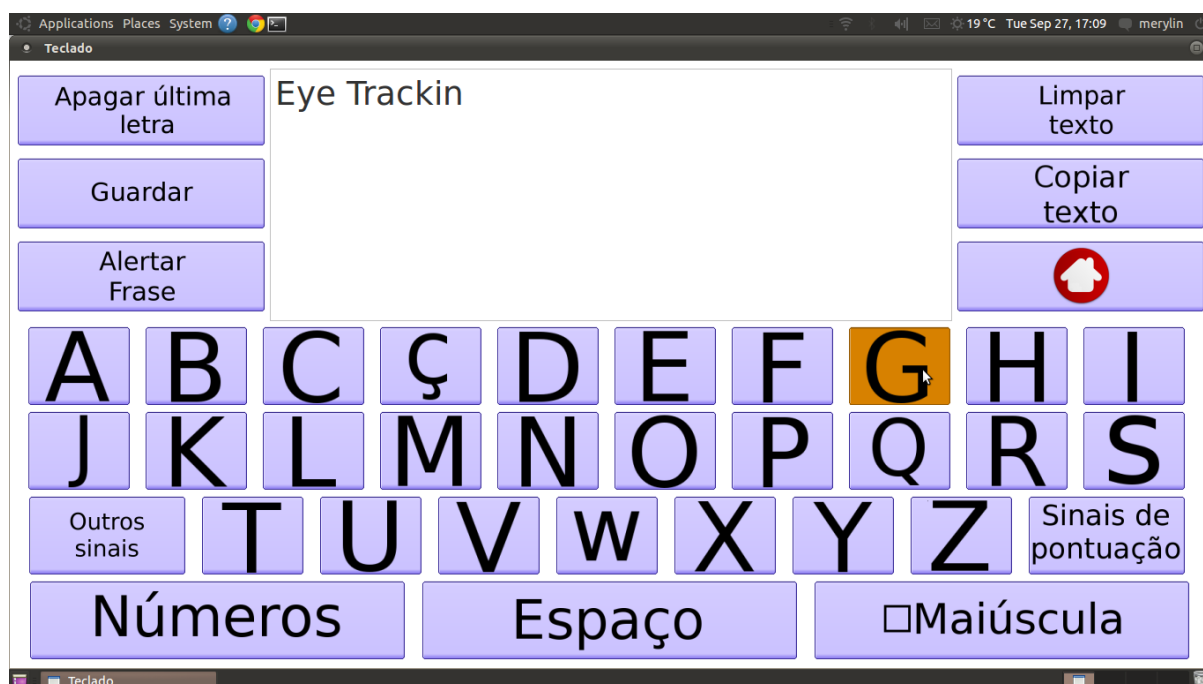 Applications Places System ? 19 °C Tue Sep 27, 17:09 merylin
Teclado
Apagar última
letra
Eye Trackin
Limpar
texto
Guardar
Copiar
texto
Alertar
Frase
A B C Ç D E F G H I
J K L M N O P Q R S
Outros
sinais
T U V W X Y Z
Sinais de
pontuação
Números Espaço Maiúscula
Teclado